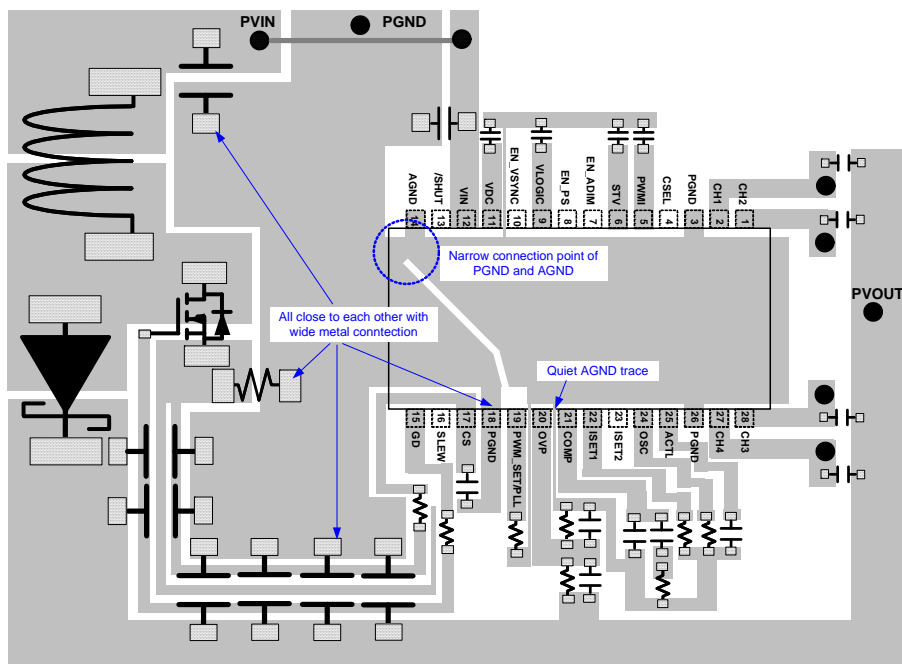 PVIN
PGND
AGND
/SHUT
VIN
VDC
EN_VSYNC
VLOGIC
EN_PS
EN_ADIM
STV
PWMI
CSEL
PGND
CH1
CH2
14
13
12
11
10
9
8
7
6
5
4
3
2
1
Narrow connection point of
PGND and AGND
PVOUT
All close to each other with
wide metal conntection
Quiet AGND trace
15
16
17
18
19
20
21
22
23
24
25
26
27
28
GD
SLEW
CS
PGND
PWM_SET/PLL
OVP
COMP
ISET1
ISET2
OSC
ACTL
PGND
CH4
CH3